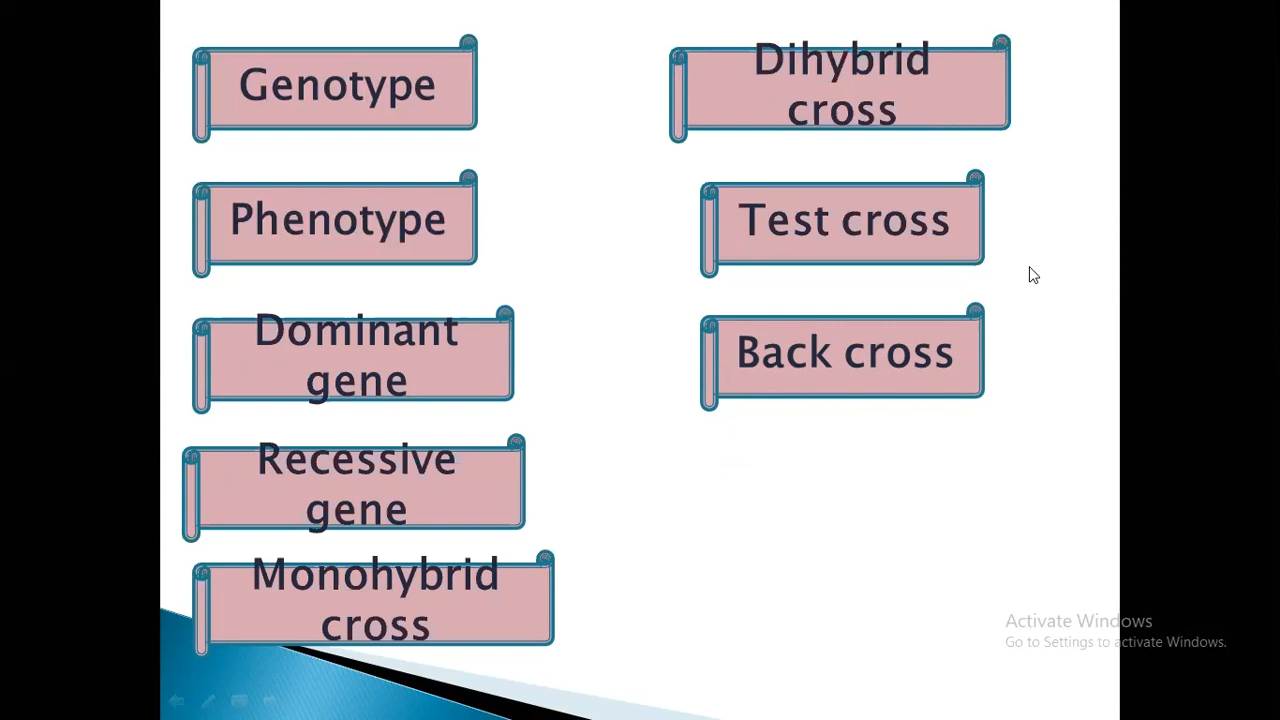 Genotype
Phenotype
Dominant
gene
Recessive
gene
Monohybrid
cross
Dihybrid
cross
Test cross
Back cross
Activate Windows
Go to Settings to activate Windows.